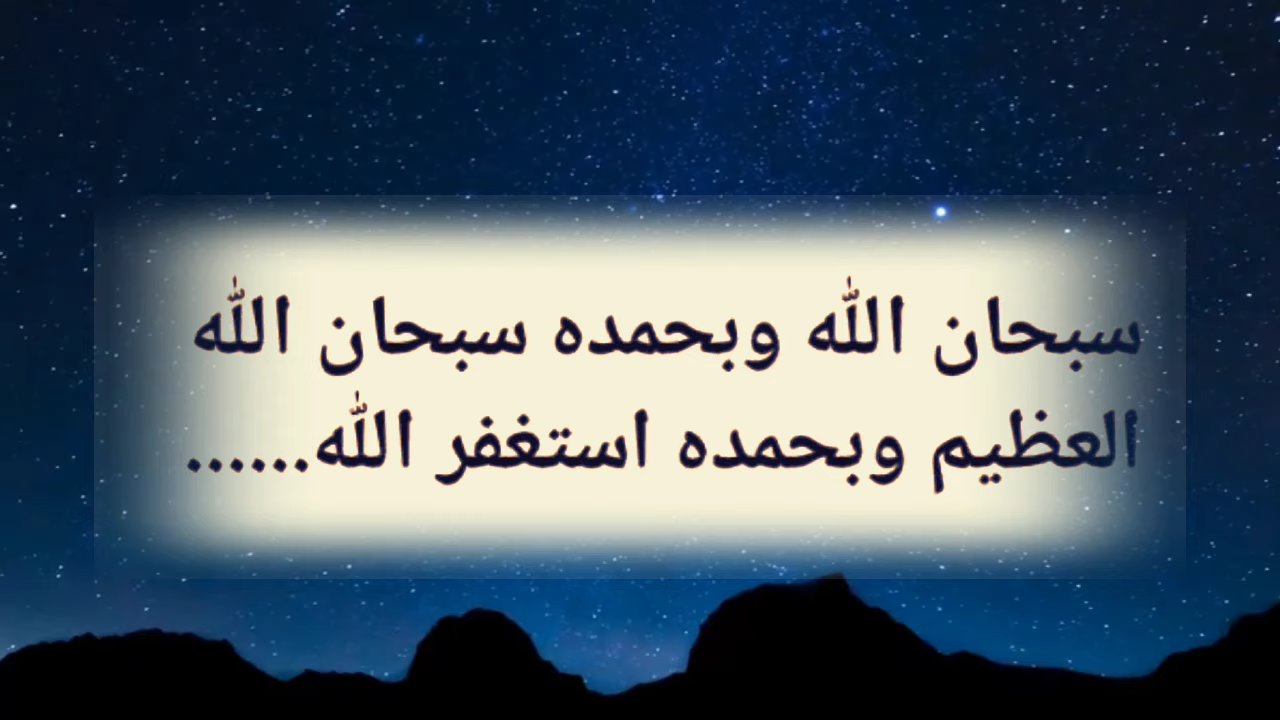 سبحان الله وبحمده سبحان الله
العظيم وبحمده استغفر الله......